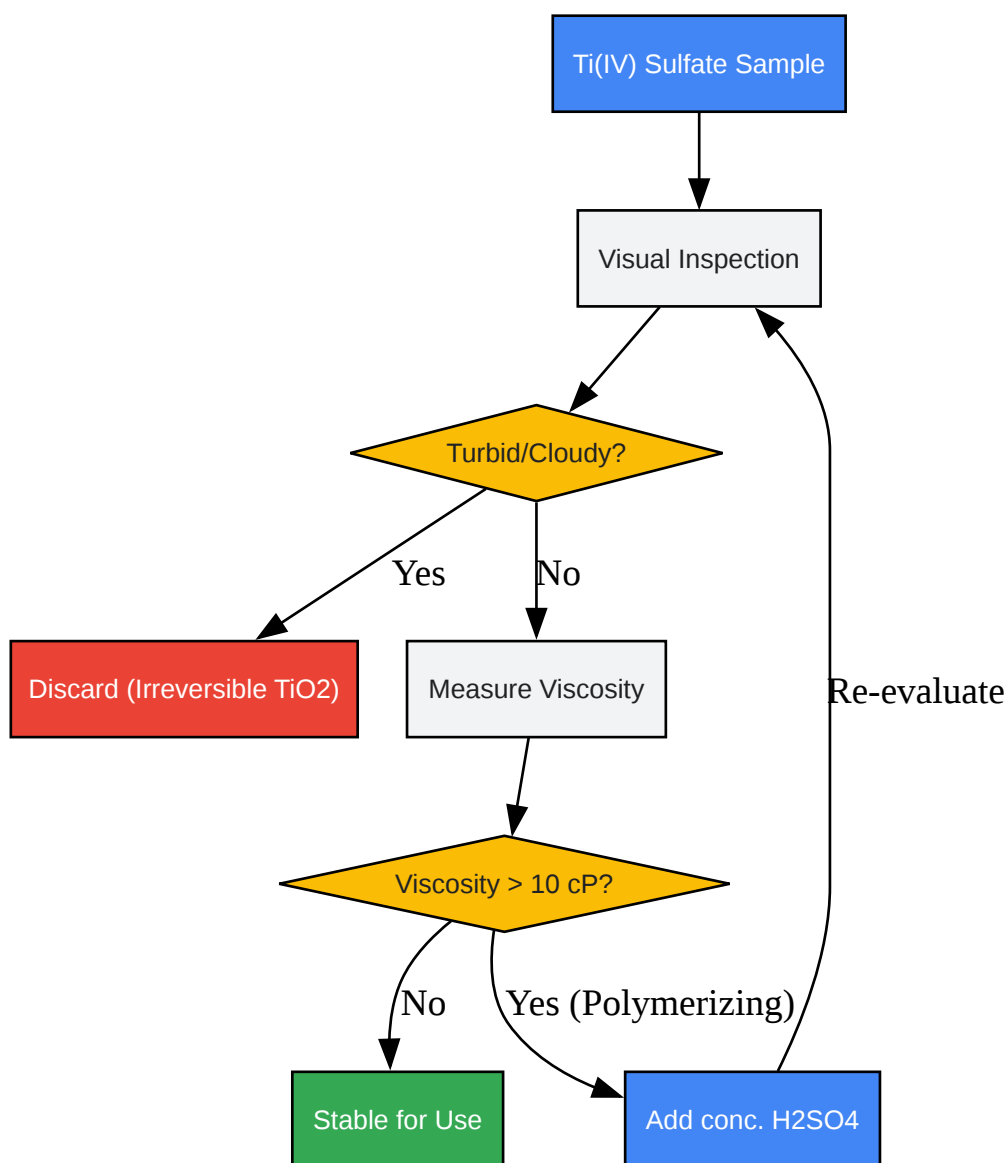 Ti(IV) Sulfate Sample
Visual Inspection
Turbid/Cloudy?
Yes
No
Discard (Irreversible TiO2)
Measure Viscosity
Re-evaluate
Viscosity > 10 cP?
No
Yes (Polymerizing)
Stable for Use
Add conc. H2SO4